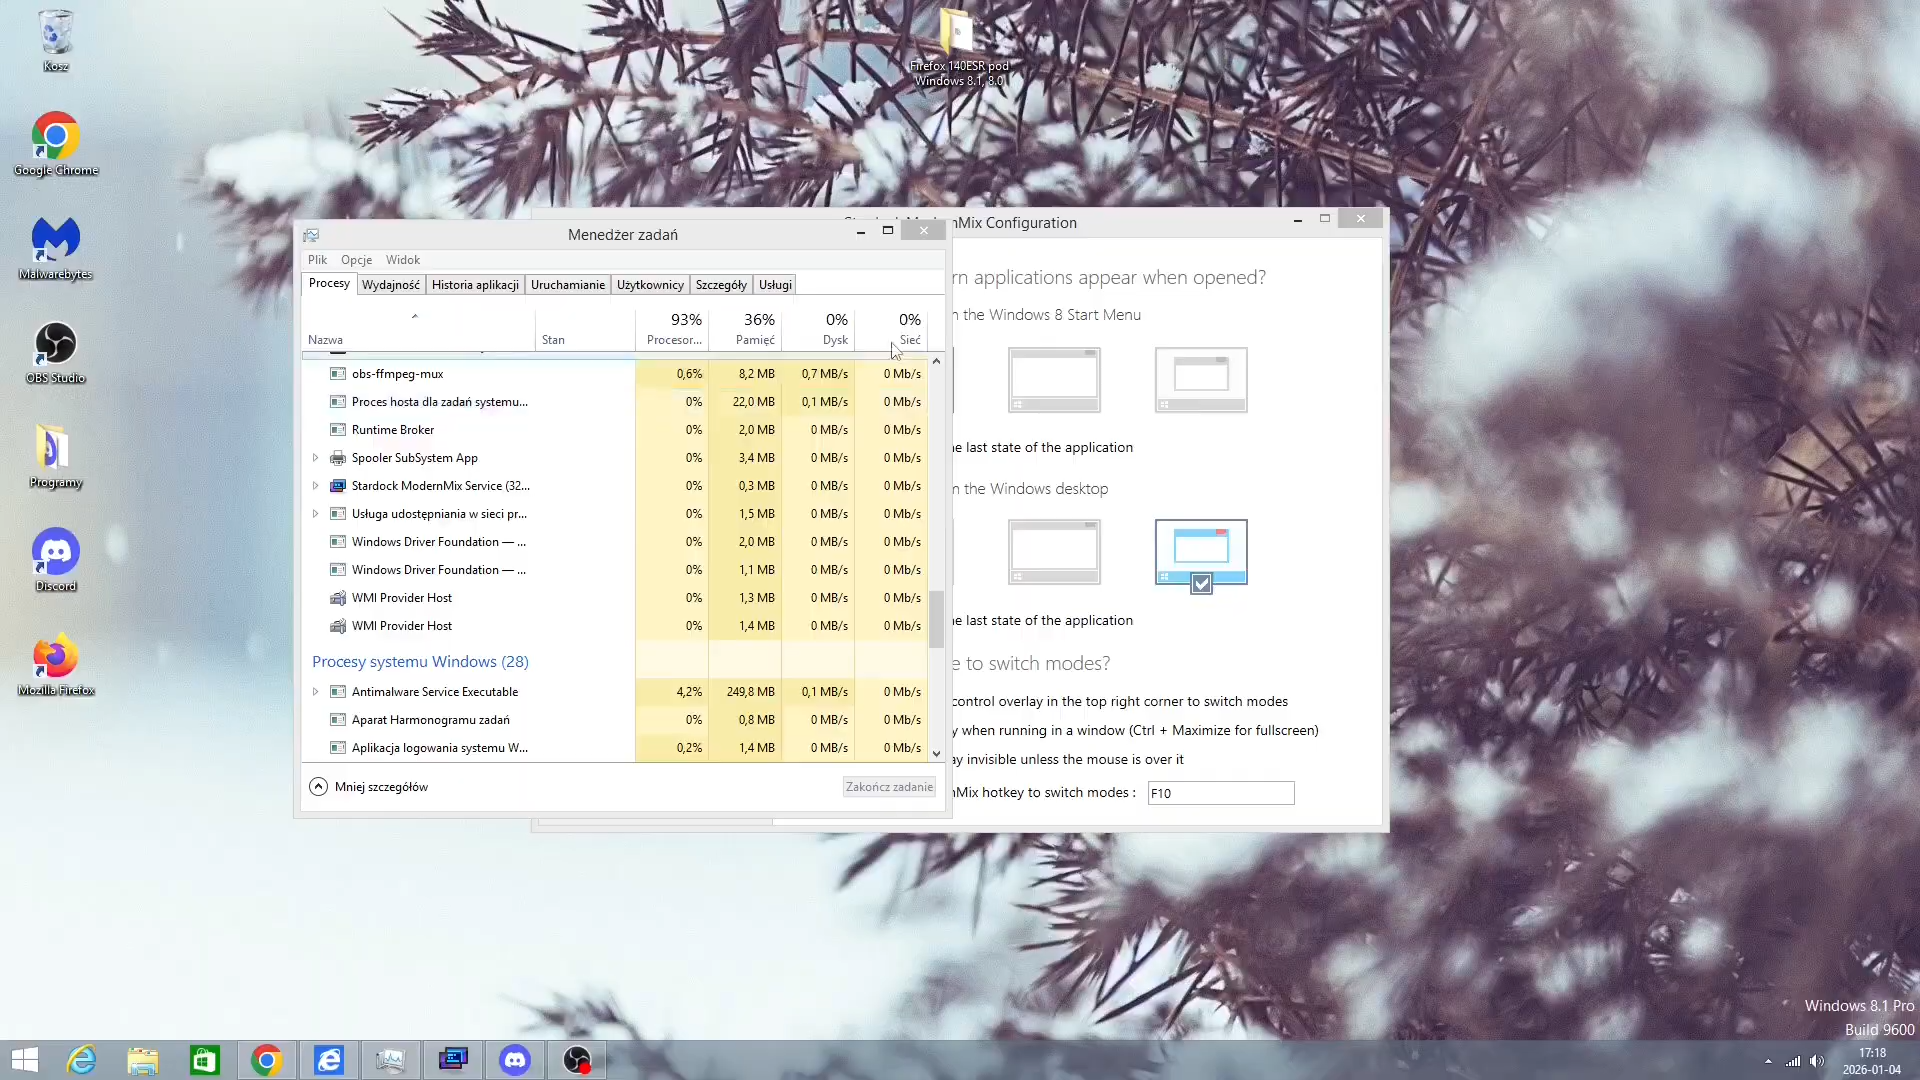 Kosz
Google Chrome
Malwarebytes
OBS Studio
Programy
Discord
Mozilla Firefox
Firefox 140ESR pod
Windows 8.1, 8.0
Menedżer zadań
Plik Opcje Widok
Procesy Wydajność Historia aplikacji Uruchamianie Użytkownicy Szczegóły Usługi
93% 36% 0% 0%
Nazwa Stan Procesor... Pamięć Dysk Sieć
obs-ffmpeg-mux 0,6% 8,2 MB 0,7 MB/s 0 Mb/s
Proces hosta dla zadań systemu... 0% 22,0 MB 0,1 MB/s 0 Mb/s
Runtime Broker 0% 2,0 MB 0 MB/s 0 Mb/s
Spooler SubSystem App 0% 3,4 MB 0 MB/s 0 Mb/s
Stardock ModernMix Service (32... 0% 0,3 MB 0 MB/s 0 Mb/s
Usługa udostępniania w sieci pr... 0% 1,5 MB 0 MB/s 0 Mb/s
Windows Driver Foundation — ... 0% 2,0 MB 0 MB/s 0 Mb/s
Windows Driver Foundation — ... 0% 1,1 MB 0 MB/s 0 Mb/s
WMI Provider Host 0% 1,3 MB 0 MB/s 0 Mb/s
WMI Provider Host 0% 1,4 MB 0 MB/s 0 Mb/s
Procesy systemu Windows (28)
Antimalware Service Executable 4,2% 249,8 MB 0,1 MB/s 0 Mb/s
Aparat Harmonogramu zadań 0% 0,8 MB 0 MB/s 0 Mb/s
Aplikacja logowania systemu W... 0,2% 1,4 MB 0 MB/s 0 Mb/s
Mniej szczegółów
Zakończ zadanie
Mix Configuration
applications appear when opened?
the Windows 8 Start Menu
last state of the application
the Windows desktop
last state of the application
to switch modes?
control overlay in the top right corner to switch modes
when running in a window (Ctrl + Maximize for fullscreen)
invisible unless the mouse is over it
Mix hotkey to switch modes : F10
Windows 8.1 Pro
Build 9600
17:18
2026-01-04